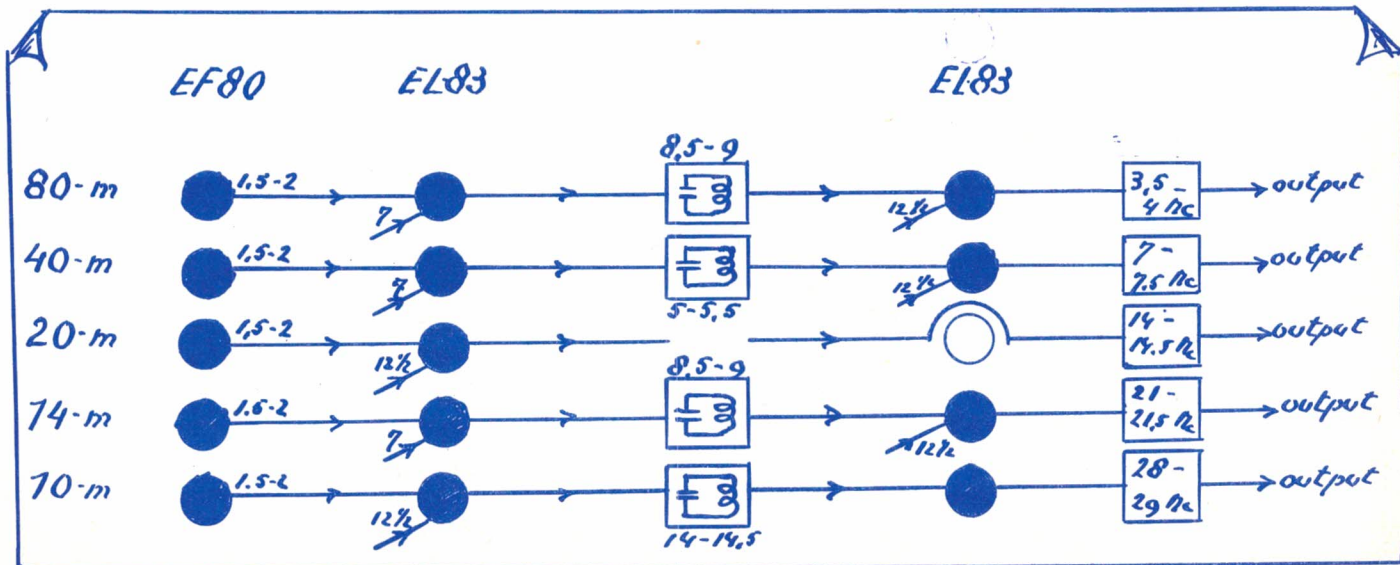 EF80 EL83 EL83
8,5-9
80-m 1,5-2 7 12½ 3,5- output
4 Mc
40-m 1,5-2 7 12½ 7- output
7,5 Mc
5-5,5
20-m 1,5-2 12½ 14- output
14,5 Mc
8,5-9
14-m 1.5-2 7 12½ 21- output
21,5 Mc
10-m 1.5-2 12½ 28- output
29 Mc
14-14,5